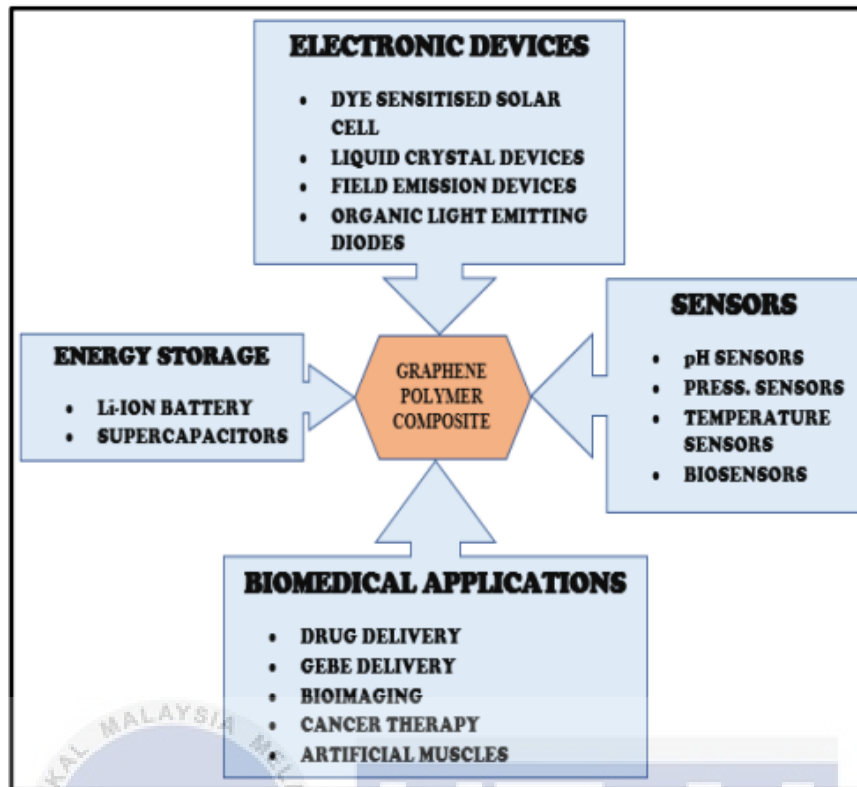 ELECTRONIC DEVICES
• DYE SENSITISED SOLAR
CELL
• LIQUID CRYSTAL DEVICES
• FIELD EMISSION DEVICES
• ORGANIC LIGHT EMITTING
DIODES
ENERGY STORAGE
• Li-ION BATTERY
• SUPERCAPACITORS
GRAPHENE
POLYMER
COMPOSITE
SENSORS
• pH SENSORS
• PRESS. SENSORS
• TEMPERATURE
SENSORS
• BIOSENSORS
BIOMEDICAL APPLICATIONS
• DRUG DELIVERY
• GEBE DELIVERY
• BIOIMAGING
• CANCER THERAPY
• ARTIFICIAL MUSCLES
MALAYSIA